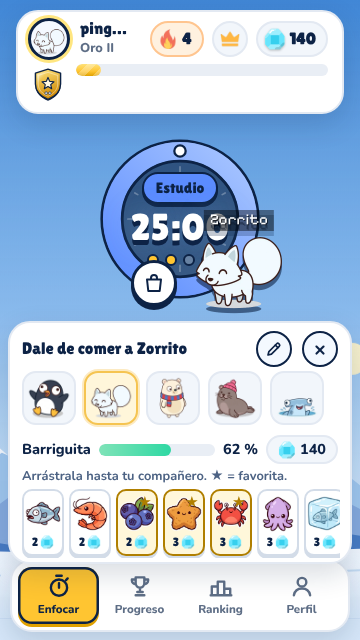 ping...
Oro II
4
140
Estudio
25:00
Zorrito
Dale de comer a Zorrito
Barriguita
62 %
140
Arrástrala hasta tu compañero. ★ = favorita.
2
2
2
3
3
3
3
Enfocar
Progreso
Ranking
Perfil